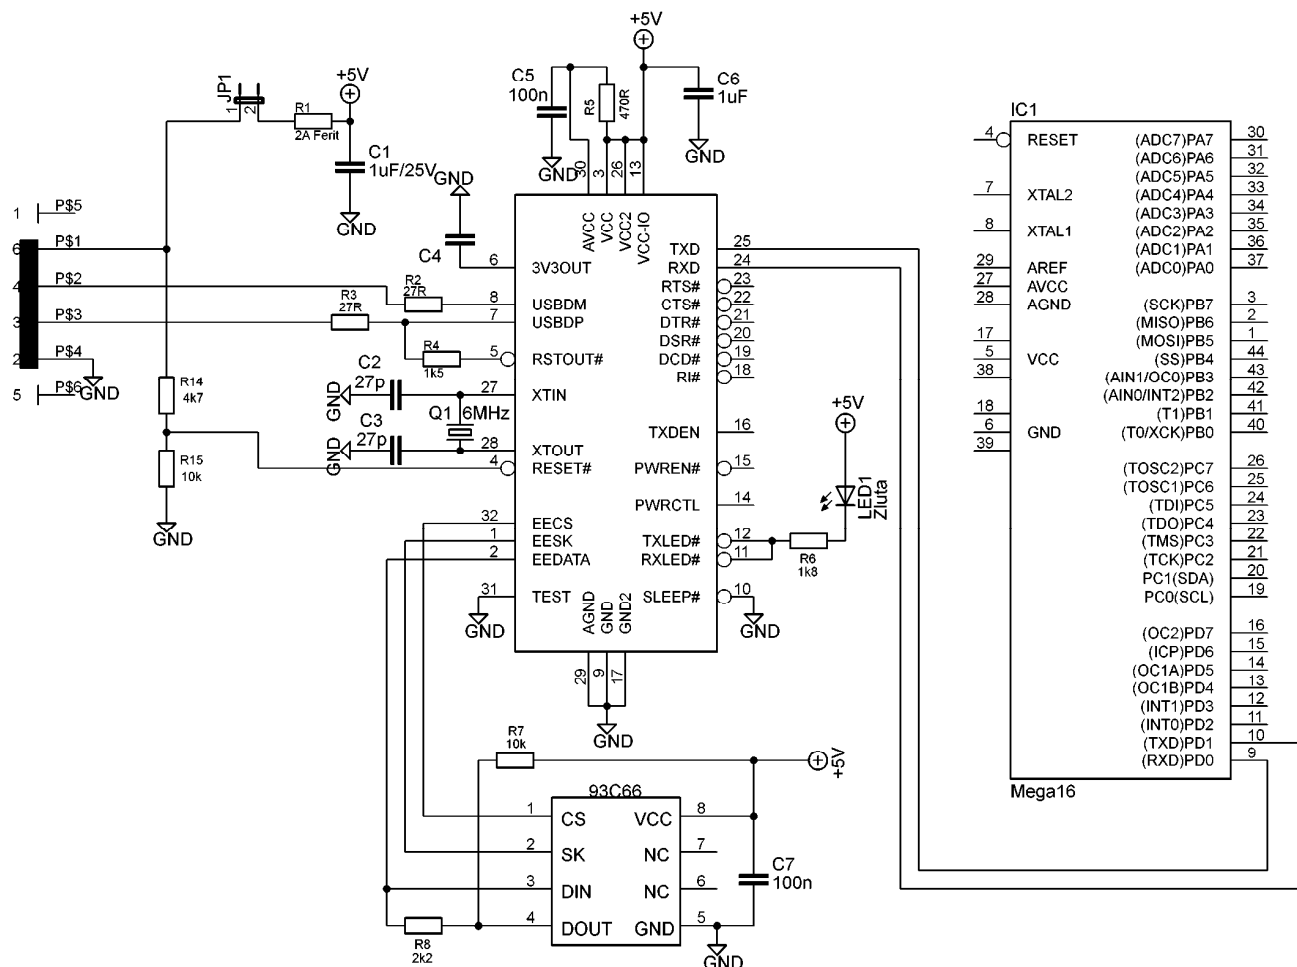 +5V
JP1
1
2
R1
2A Ferit
+5V
C1
1uF/25V
GND
C5
100n
R5
470R
C6
1uF
GND
GND
30
3
26
13
AVCC
VCC
VCC2
VCC-IO
1
P$5
6
P$1
4
P$2
3
P$3
2
P$4
5
P$6
GND
GND
C4
R2
27R
R3
27R
R4
1k5
C2
27p
GND
C3
27p
GND
Q1
6MHz
R14
4k7
R15
10k
GND
6 3V3OUT
8 USBDM
7 USBDP
5 RSTOUT#
27 XTIN
28 XTOUT
4 RESET#
32 EECS
1 EESK
2 EEDATA
31 TEST
GND
TXD 25
RXD 24
RTS# 23
CTS# 22
DTR# 21
DSR# 20
DCD# 19
RI# 18
TXDEN 16
PWREN# 15
PWRCTL 14
TXLED# 12
RXLED# 11
SLEEP# 10
GND
AGND
GND
GND2
29
9
17
GND
+5V
LED1
Zluta
R6
1k8
R7
10k
+5V
93C66
1 CS
2 SK
3 DIN
4 DOUT
VCC 8
NC 7
NC 6
GND 5
C7
100n
GND
R8
2k2
IC1
4 RESET
7 XTAL2
8 XTAL1
29 AREF
27 AVCC
28 AGND
17
5 VCC
38
18
6 GND
39
(ADC7)PA7 30
(ADC6)PA6 31
(ADC5)PA5 32
(ADC4)PA4 33
(ADC3)PA3 34
(ADC2)PA2 35
(ADC1)PA1 36
(ADC0)PA0 37
(SCK)PB7 3
(MISO)PB6 2
(MOSI)PB5 1
(SS)PB4 44
(AIN1/OC0)PB3 43
(AIN0/INT2)PB2 42
(T1)PB1 41
(T0/XCK)PB0 40
(TOSC2)PC7 26
(TOSC1)PC6 25
(TDI)PC5 24
(TDO)PC4 23
(TMS)PC3 22
(TCK)PC2 21
PC1(SDA) 20
PC0(SCL) 19
(OC2)PD7 16
(ICP)PD6 15
(OC1A)PD5 14
(OC1B)PD4 13
(INT1)PD3 12
(INT0)PD2 11
(TXD)PD1 10
(RXD)PD0 9
Mega16